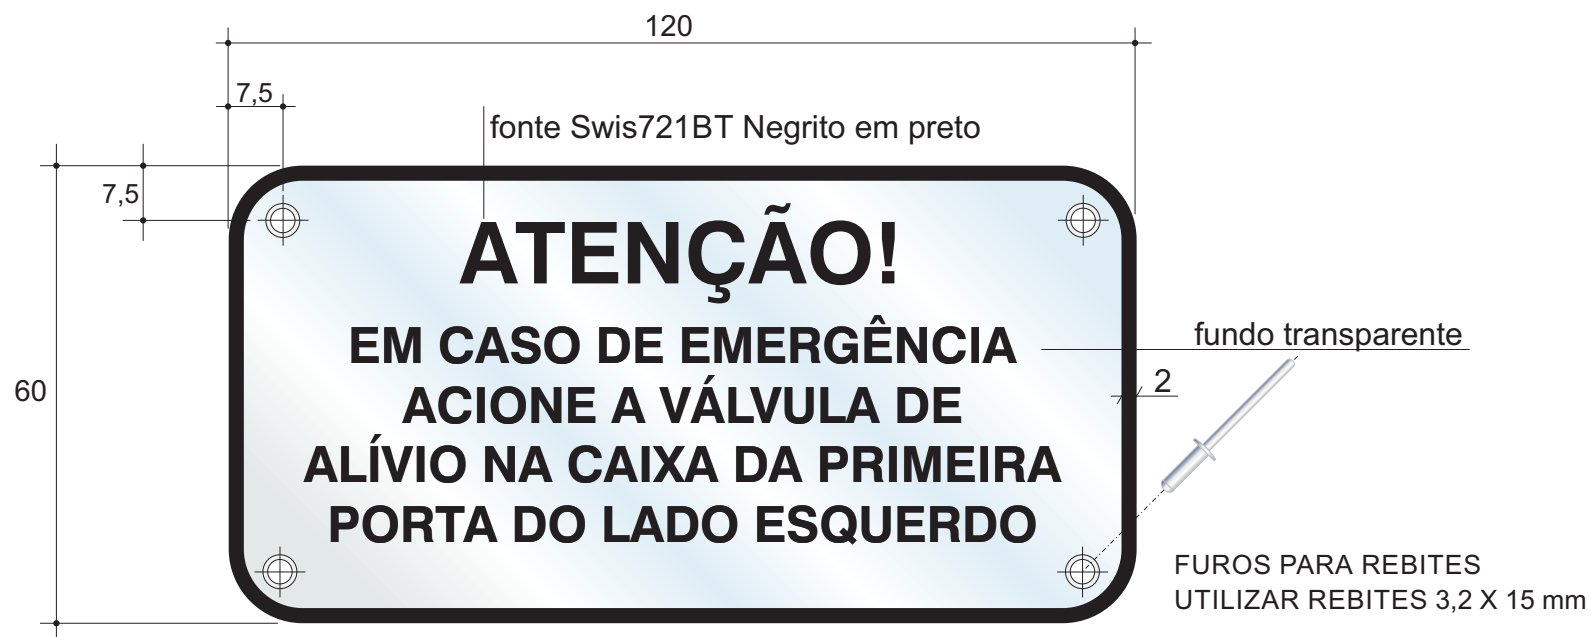 120
7,5
fonte Swis721BT Negrito em preto
7,5
ATENÇÃO!
EM CASO DE EMERGÊNCIA
ACIONE A VÁLVULA DE
ALÍVIO NA CAIXA DA PRIMEIRA
PORTA DO LADO ESQUERDO
fundo transparente
60
2
FUROS PARA REBITES
UTILIZAR REBITES 3,2 X 15 mm